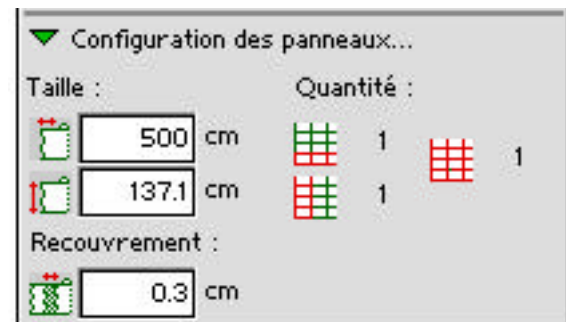 Configuration des panneaux...
Taille : Quantité :
500 cm 1
1
137.1 cm 1
Recouvrement :
0.3 cm